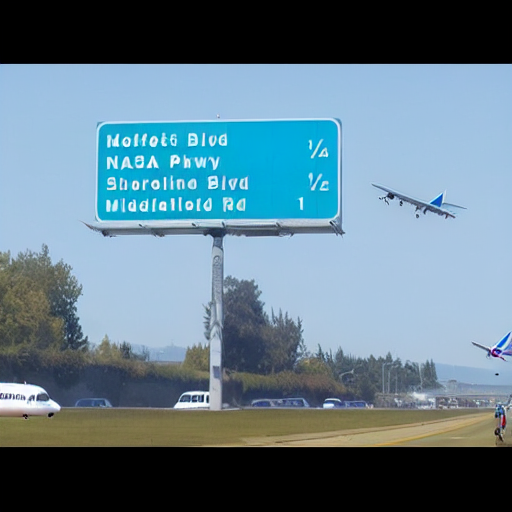 Moffett Blvd 1/4
NASA Pkwy
Shoreline Blvd 1/2
Middlefield Rd 1